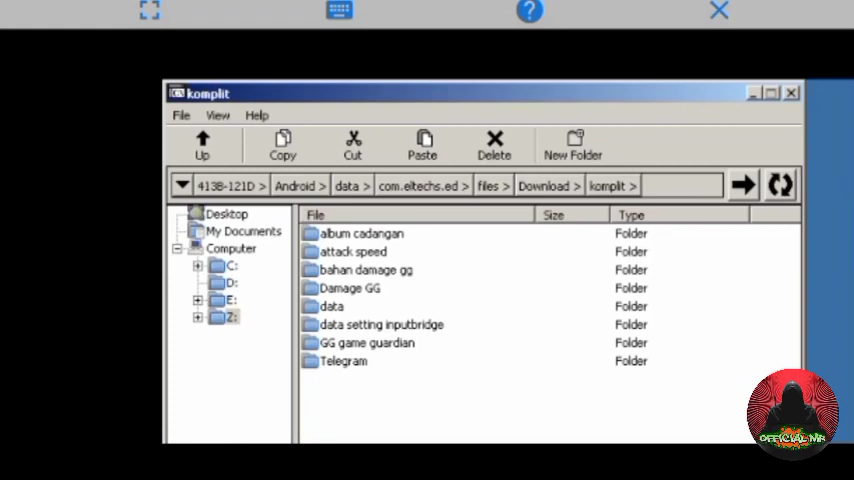 komplit
File View Help
Up Copy Cut Paste Delete New Folder
413B-121D > Android > data > com.eltechs.ed > files > Download > komplit >
Desktop
My Documents
Computer
C:
D:
E:
Z:
File Size Type
album cadangan Folder
attack speed Folder
bahan damage gg Folder
Damage GG Folder
data Folder
data setting inputbridge Folder
GG game guardian Folder
Telegram Folder
OFFICIAL MR